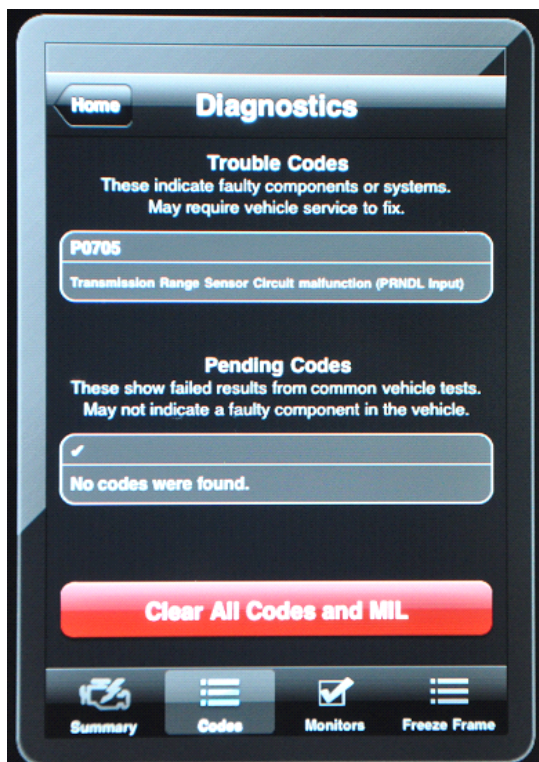 Home
Diagnostics
Trouble Codes
These indicate faulty components or systems.
May require vehicle service to fix.
P0705
Transmission Range Sensor Circuit malfunction (PRNDL Input)
Pending Codes
These show failed results from common vehicle tests.
May not indicate a faulty component in the vehicle.
✓
No codes were found.
Clear All Codes and MIL
Summary
Codes
Monitors
Freeze Frame